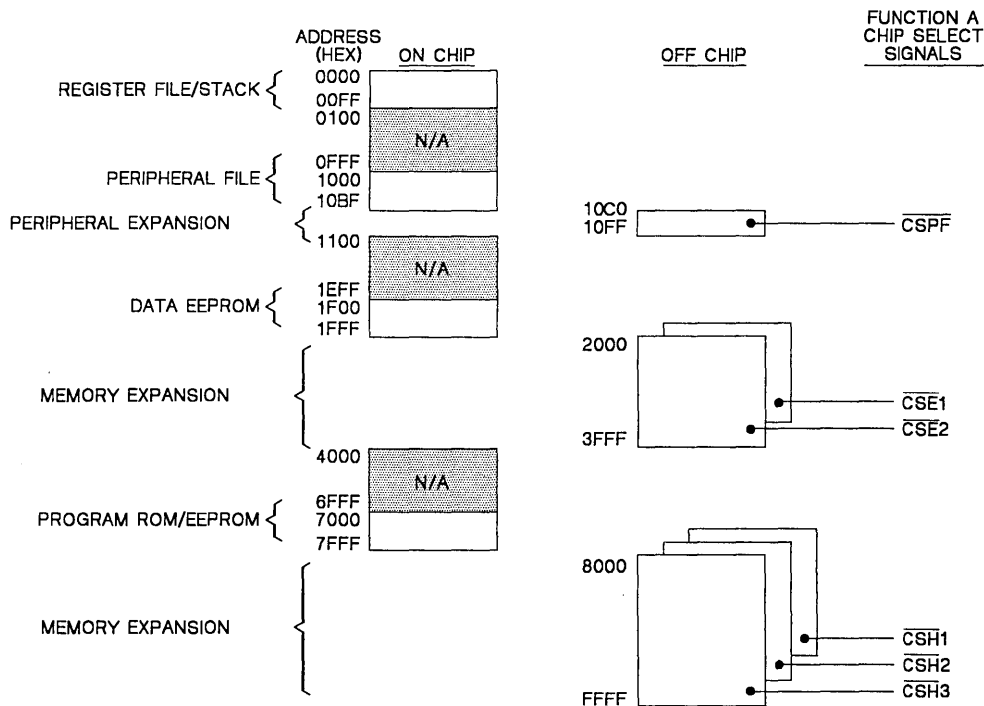 FUNCTION A
CHIP SELECT
SIGNALS
ADDRESS
(HEX)
ON CHIP
OFF CHIP
REGISTER FILE/STACK
0000
00FF
0100
N/A
0FFF
PERIPHERAL FILE
1000
10BF
PERIPHERAL EXPANSION
10C0
10FF
CSPF
1100
N/A
1EFF
DATA EEPROM
1F00
1FFF
MEMORY EXPANSION
2000
3FFF
CSE1
CSE2
4000
N/A
6FFF
PROGRAM ROM/EEPROM
7000
7FFF
MEMORY EXPANSION
8000
FFFF
CSH1
CSH2
CSH3